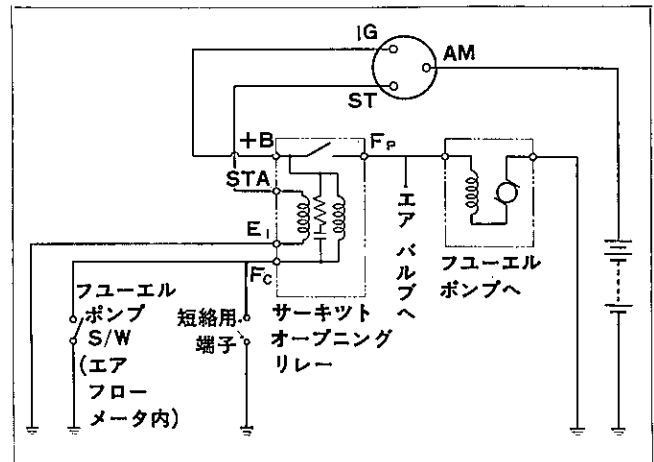 IG
AM
ST
+B
FP
STA
E1
FC
エア バルブへ
フユーエル
ポンプへ
フユーエル
ポンプ
S/W
(エア
フロー
メータ内)
短絡用
端子
サーキツト
オープニング
リレー